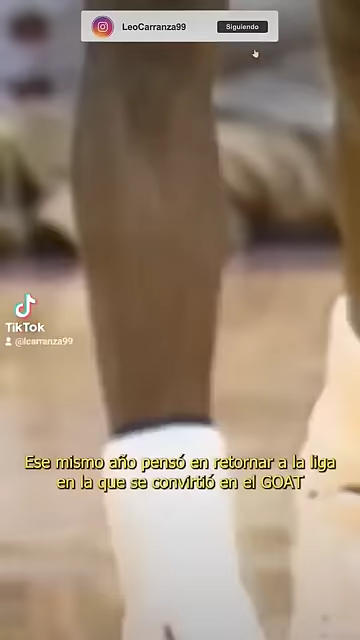 LeoCarranza99
Siguiendo
TikTok
@lcarranza99
Ese mismo año pensó en retornar a la liga
en la que se convirtió en el GOAT